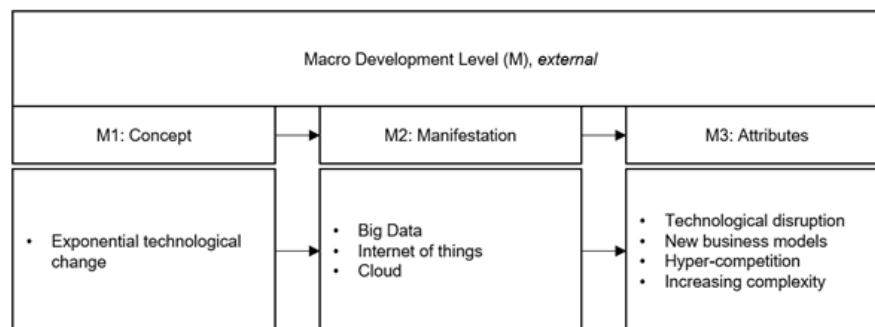 Macro Development Level (M), external
M1: Concept
M2: Manifestation
M3: Attributes
• Exponential technological
change
• Big Data
• Internet of things
• Cloud
• Technological disruption
• New business models
• Hyper-competition
• Increasing complexity